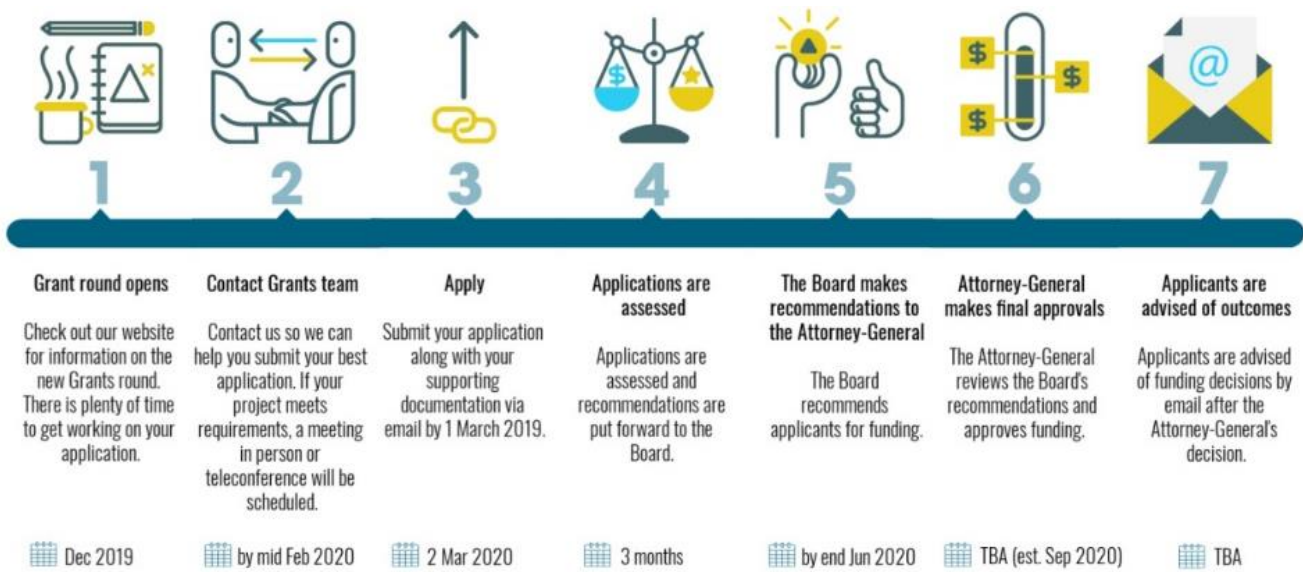 1
Grant round opens
Check out our website
for information on the
new Grants round.
There is plenty of time
to get working on your
application.
Dec 2019
2
Contact Grants team
Contact us so we can
help you submit your best
application. If your
project meets
requirements, a meeting
in person or
teleconference will be
scheduled.
by mid Feb 2020
3
Apply
Submit your application
along with your
supporting
documentation via
email by 1 March 2019.
2 Mar 2020
$
4
Applications are
assessed
Applications are
assessed and
recommendations are
put forward to the
Board.
3 months
5
The Board makes
recommendations to
the Attorney-General
The Board
recommends
applicants for funding.
by end Jun 2020
$
$
$
6
Attorney-General
makes final approvals
The Attorney-General
reviews the Board's
recommendations and
approves funding.
TBA (est. Sep 2020)
@
7
Applicants are
advised of outcomes
Applicants are advised
of funding decisions by
email after the
Attorney-General's
decision.
TBA